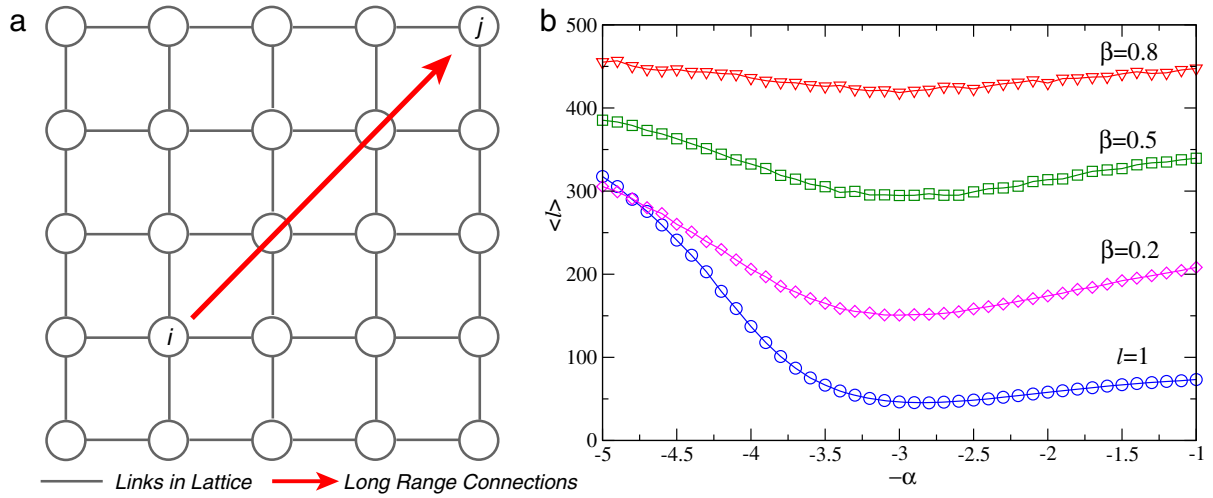 a
j
i
Links in Lattice
Long Range Connections
b
500
400
300
200
100
0
<l>
β=0.8
β=0.5
β=0.2
l=1
-5 -4.5 -4 -3.5 -3 -2.5 -2 -1.5 -1
−α